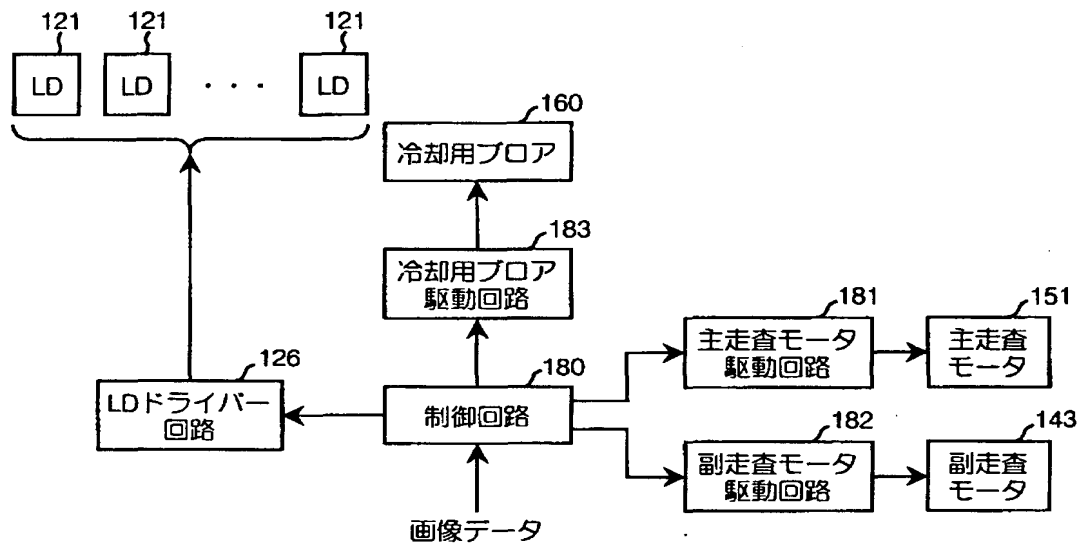 121 121 121
LD LD · · · LD
160
冷却用ブロア
183
冷却用ブロア
駆動回路
181
主走査モータ
駆動回路
151
主走査
モータ
126
LDドライバー
回路
180
制御回路
182
副走査モータ
駆動回路
143
副走査
モータ
画像データ